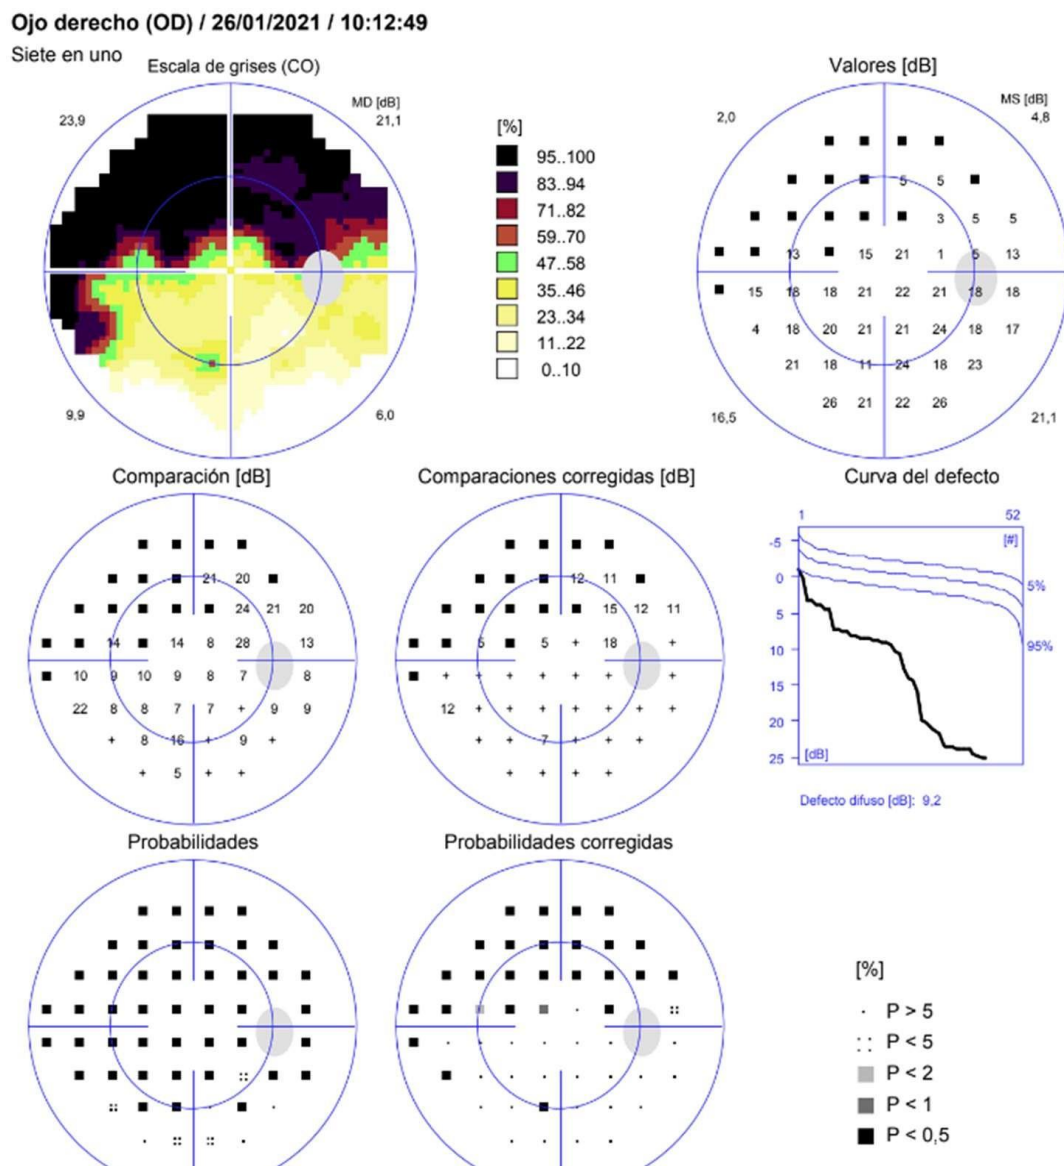 Ojo derecho (OD) / 26/01/2021 / 10:12:49
Siete en uno
Escala de grises (CO)
MD [dB]
23,9
21,1
9,9
6,0
[%]
95..100
83..94
71..82
59..70
47..58
35..46
23..34
11..22
0..10
Valores [dB]
MS [dB]
2,0
4,8
5 5
3 5 5
13 15 21 1 5 13
15 18 18 21 22 21 18 18
4 18 20 21 21 24 18 17
21 18 11 24 18 23
26 21 22 26
16,5
21,1
Comparación [dB]
21 20
24 21 20
14 14 8 28 13
10 9 10 9 8 7 8
22 8 8 7 7 + 9 9
+ 8 16 + 9 +
+ 5 + +
Comparaciones corregidas [dB]
12 11
15 12 11
5 5 + 18 +
+ + + + + + +
12 + + + + + + +
+ + 7 + + +
+ + + +
Curva del defecto
1 52
[#]
-5
0
5
10
15
20
25
5%
95%
[dB]
Defecto difuso [dB]: 9,2
Probabilidades
Probabilidades corregidas
[%]
P > 5
P < 5
P < 2
P < 1
P < 0,5